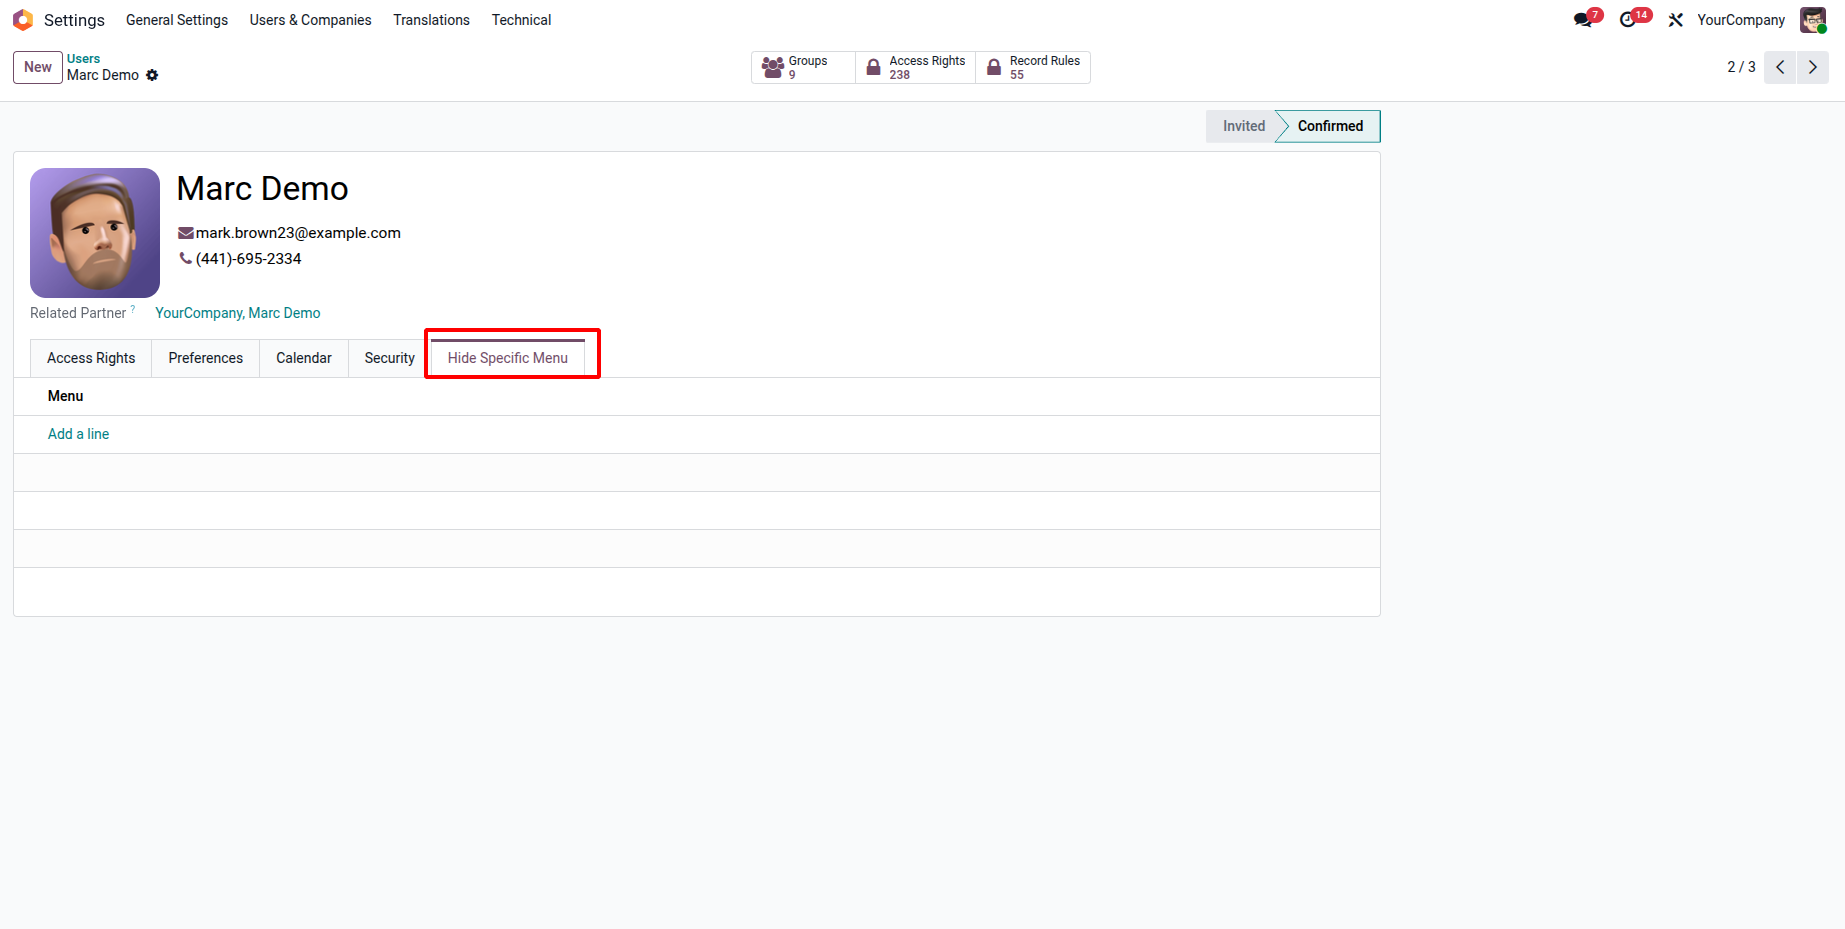 Settings General Settings Users & Companies Translations Technical 7 14 YourCompany
New Users
Marc Demo
Groups 9
Access Rights 238
Record Rules 55
2 / 3
Invited Confirmed
Marc Demo
mark.brown23@example.com
(441)-695-2334
Related Partner ? YourCompany, Marc Demo
Access Rights Preferences Calendar Security Hide Specific Menu
Menu
Add a line